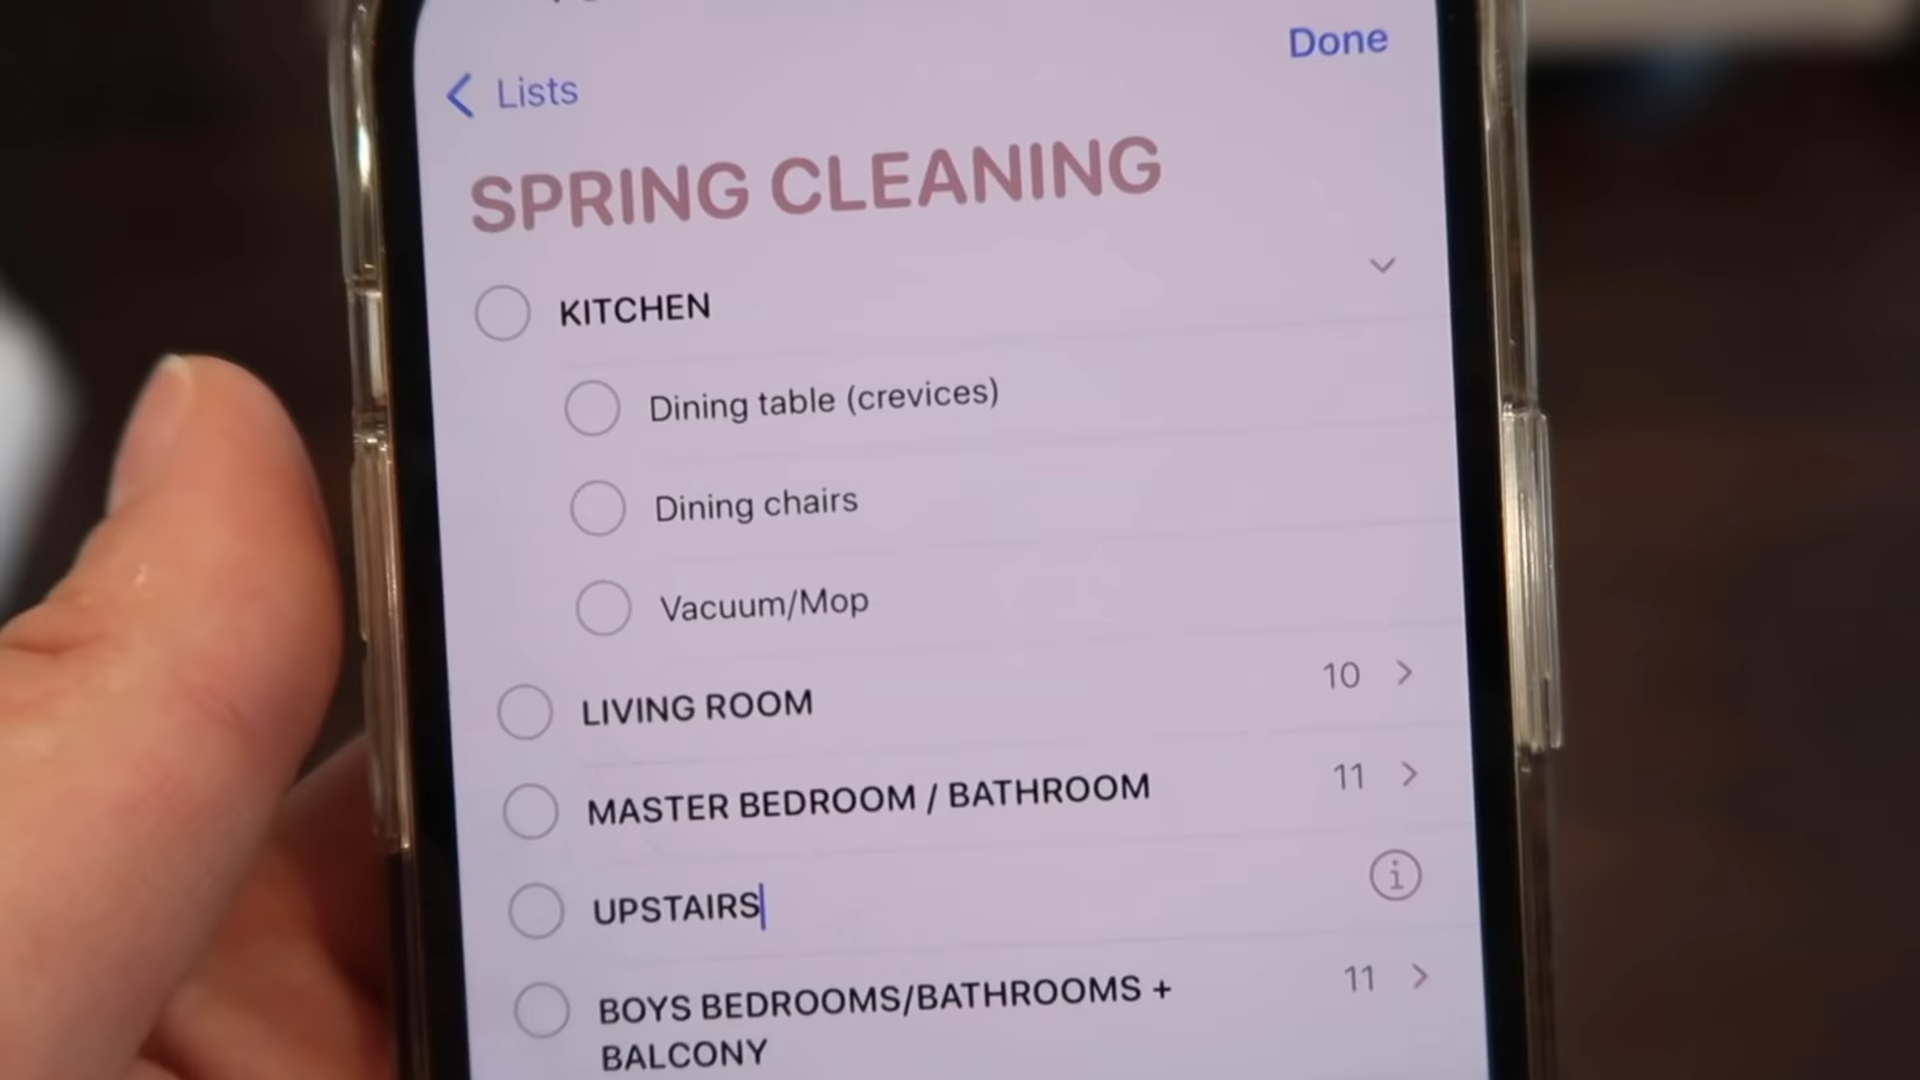 Done
Lists
SPRING CLEANING
KITCHEN
Dining table (crevices)
Dining chairs
Vacuum/Mop
LIVING ROOM 10
MASTER BEDROOM / BATHROOM 11
UPSTAIRS
BOYS BEDROOMS/BATHROOMS + 11
BALCONY